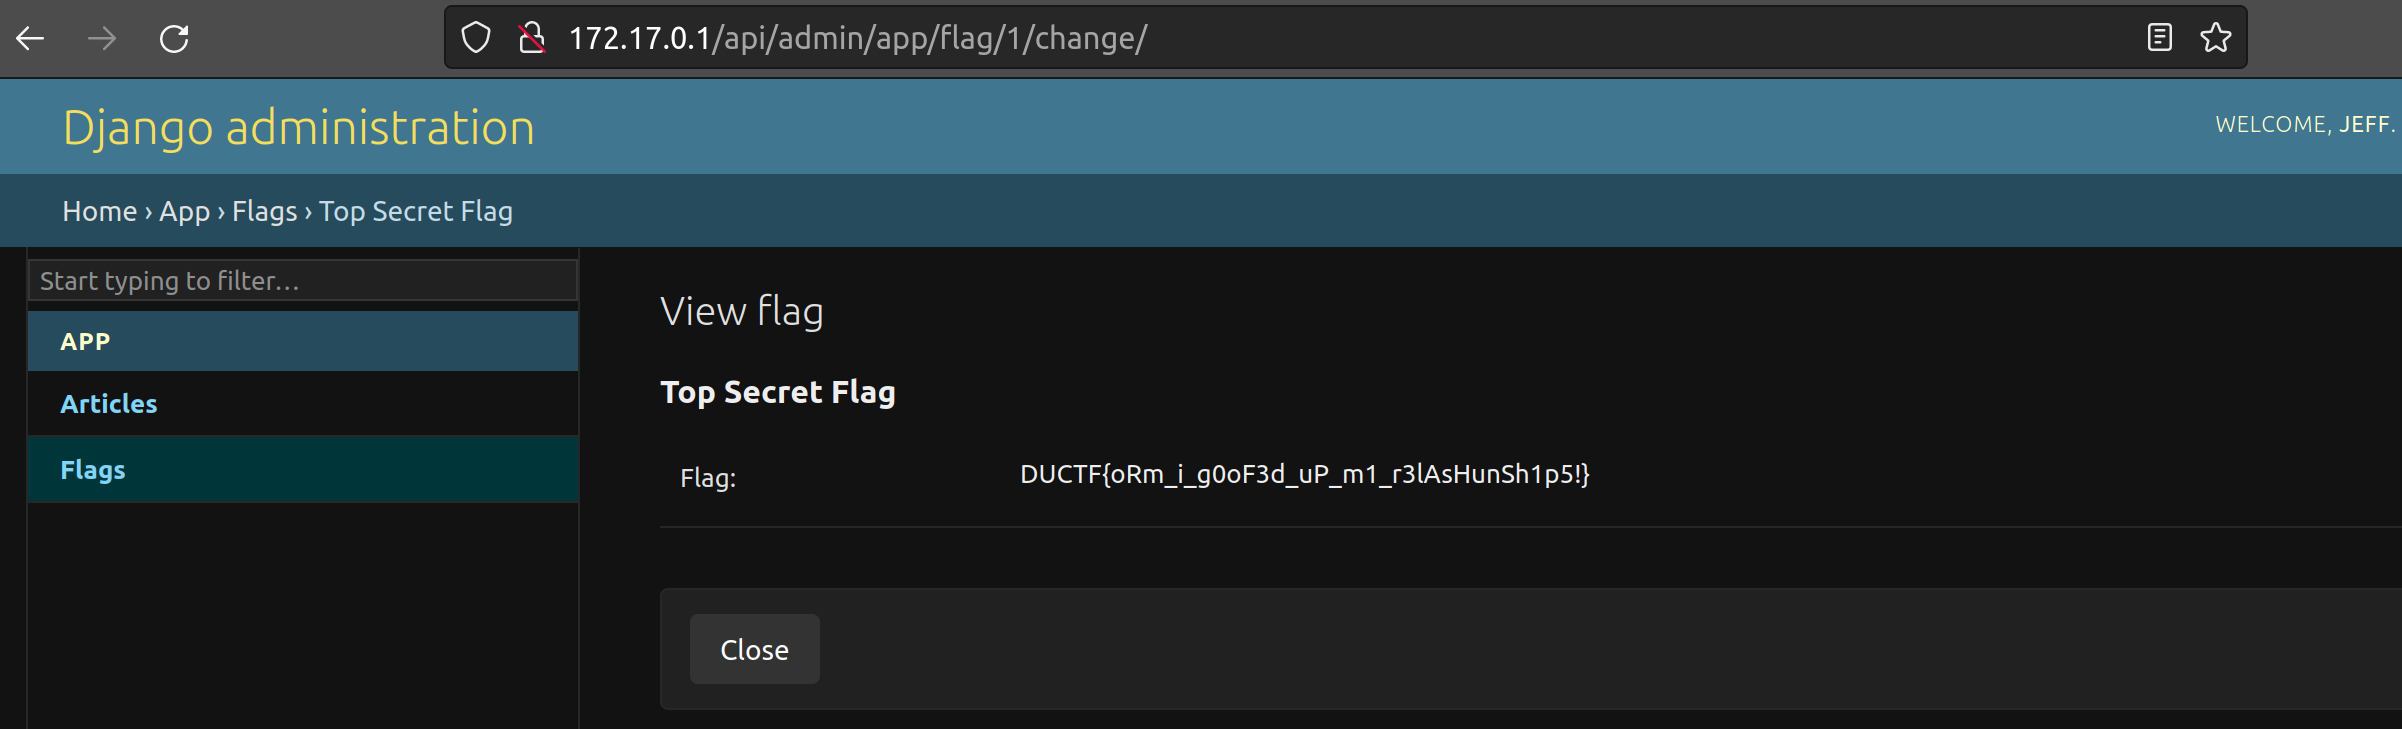 172.17.0.1/api/admin/app/flag/1/change/
Django administration
WELCOME, JEFF.
Home › App › Flags › Top Secret Flag
Start typing to filter…
APP
Articles
Flags
View flag
Top Secret Flag
Flag: DUCTF{oRm_i_g0oF3d_uP_m1_r3lAsHunSh1p5!}
Close